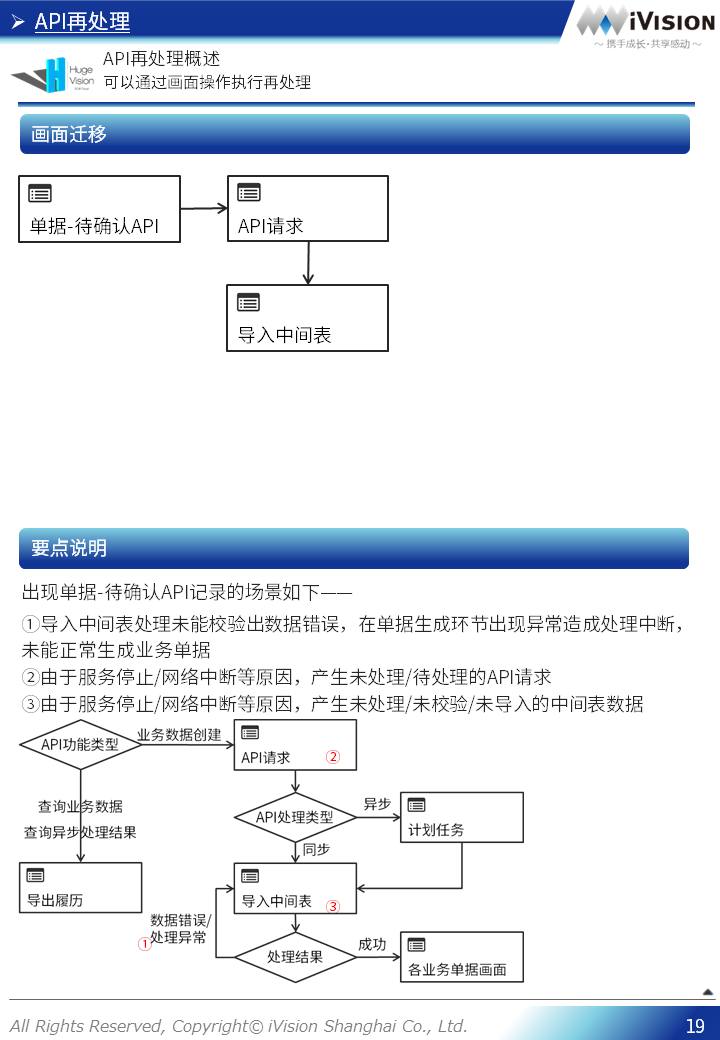 API再处理
iVISION
～携手成长·共享感动～
Huge
Vision
API再处理概述
可以通过画面操作执行再处理
画面迁移
单据-待确认API
API请求
导入中间表
要点说明
出现单据-待确认API记录的场景如下——
①导入中间表处理未能校验出数据错误，在单据生成环节出现异常造成处理中断，
未能正常生成业务单据
②由于服务停止/网络中断等原因，产生未处理/待处理的API请求
③由于服务停止/网络中断等原因，产生未处理/未校验/未导入的中间表数据
API功能类型
业务数据创建
API请求
②
查询业务数据
查询异步处理结果
API处理类型
异步
计划任务
同步
导出履历
导入中间表
③
数据错误/
处理异常
①
处理结果
成功
各业务单据画面
All Rights Reserved, Copyright© iVision Shanghai Co., Ltd.
19